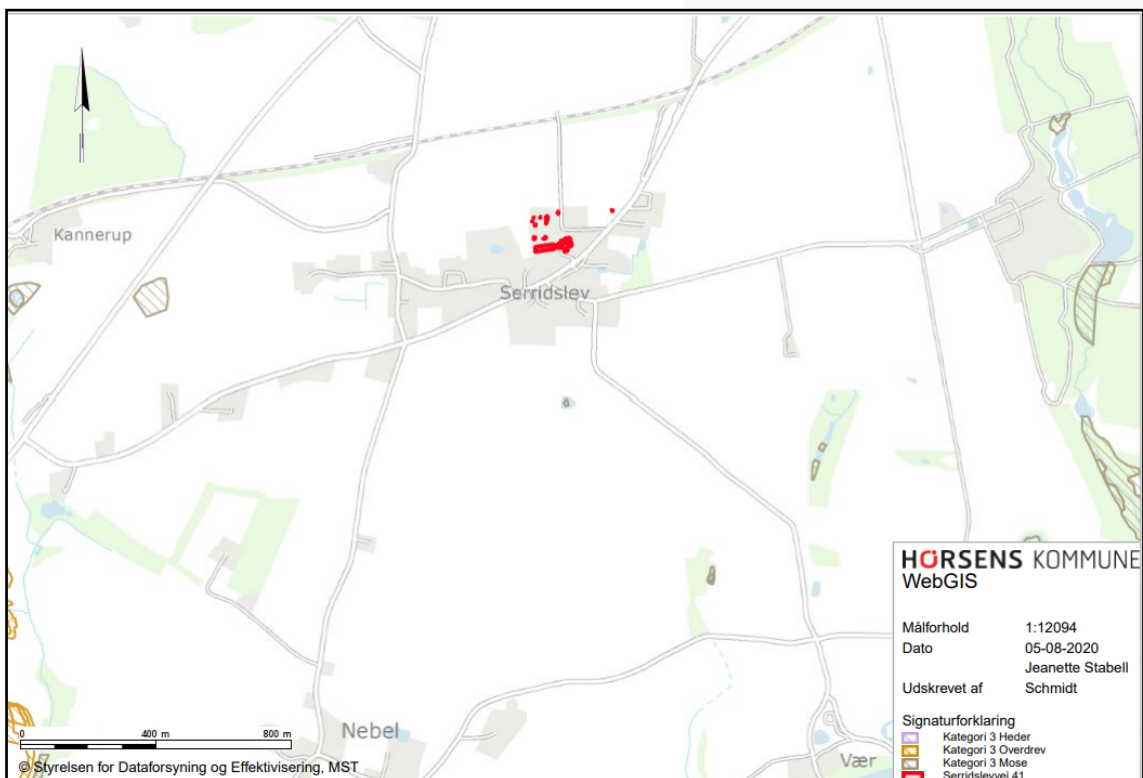 Kannerup
Serridslev
HORSENS KOMMUNE
WebGIS
Målforhold 1:12094
Dato 05-08-2020
Jeanette Stabell
Udskrevet af Schmidt
Signaturforklaring
Kategori 3 Heder
Kategori 3 Overdrev
Kategori 3 Mose
Serridslevvej 41
0 400 m 800 m
Nebel
Vær
© Styrelsen for Dataforsyning og Effektivisering, MST